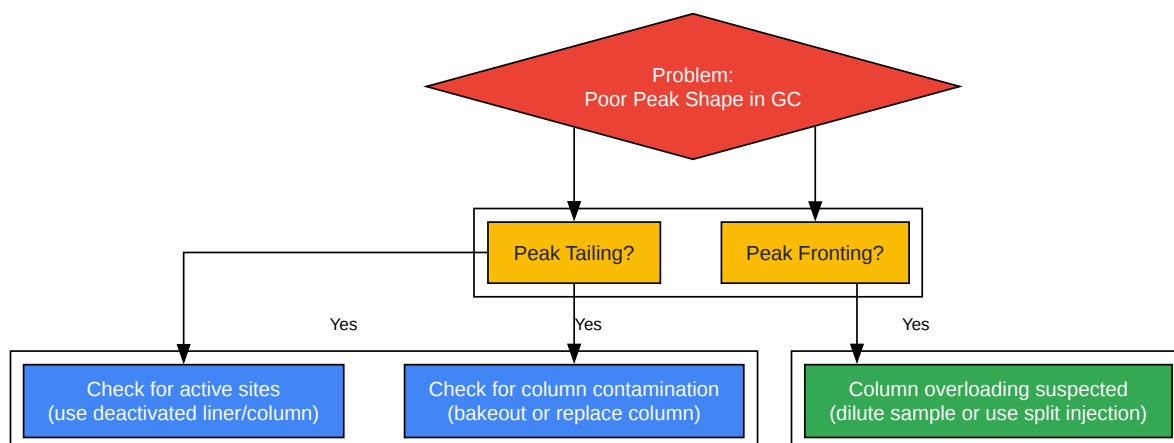 Problem:
Poor Peak Shape in GC
Peak Tailing?
Peak Fronting?
Yes
Yes
Yes
Check for active sites
(use deactivated liner/column)
Check for column contamination
(bakeout or replace column)
Column overloading suspected
(dilute sample or use split injection)